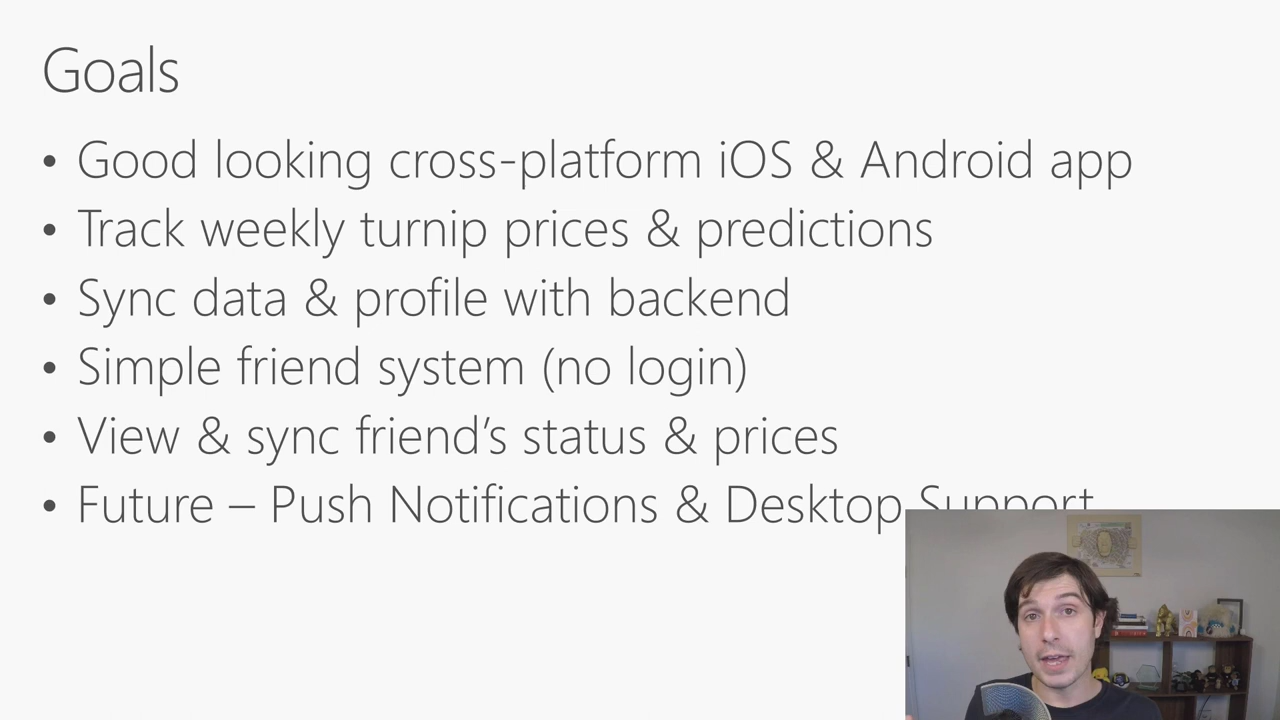 Goals
• Good looking cross-platform iOS & Android app
• Track weekly turnip prices & predictions
• Sync data & profile with backend
• Simple friend system (no login)
• View & sync friend’s status & prices
• Future – Push Notifications & Desktop Support